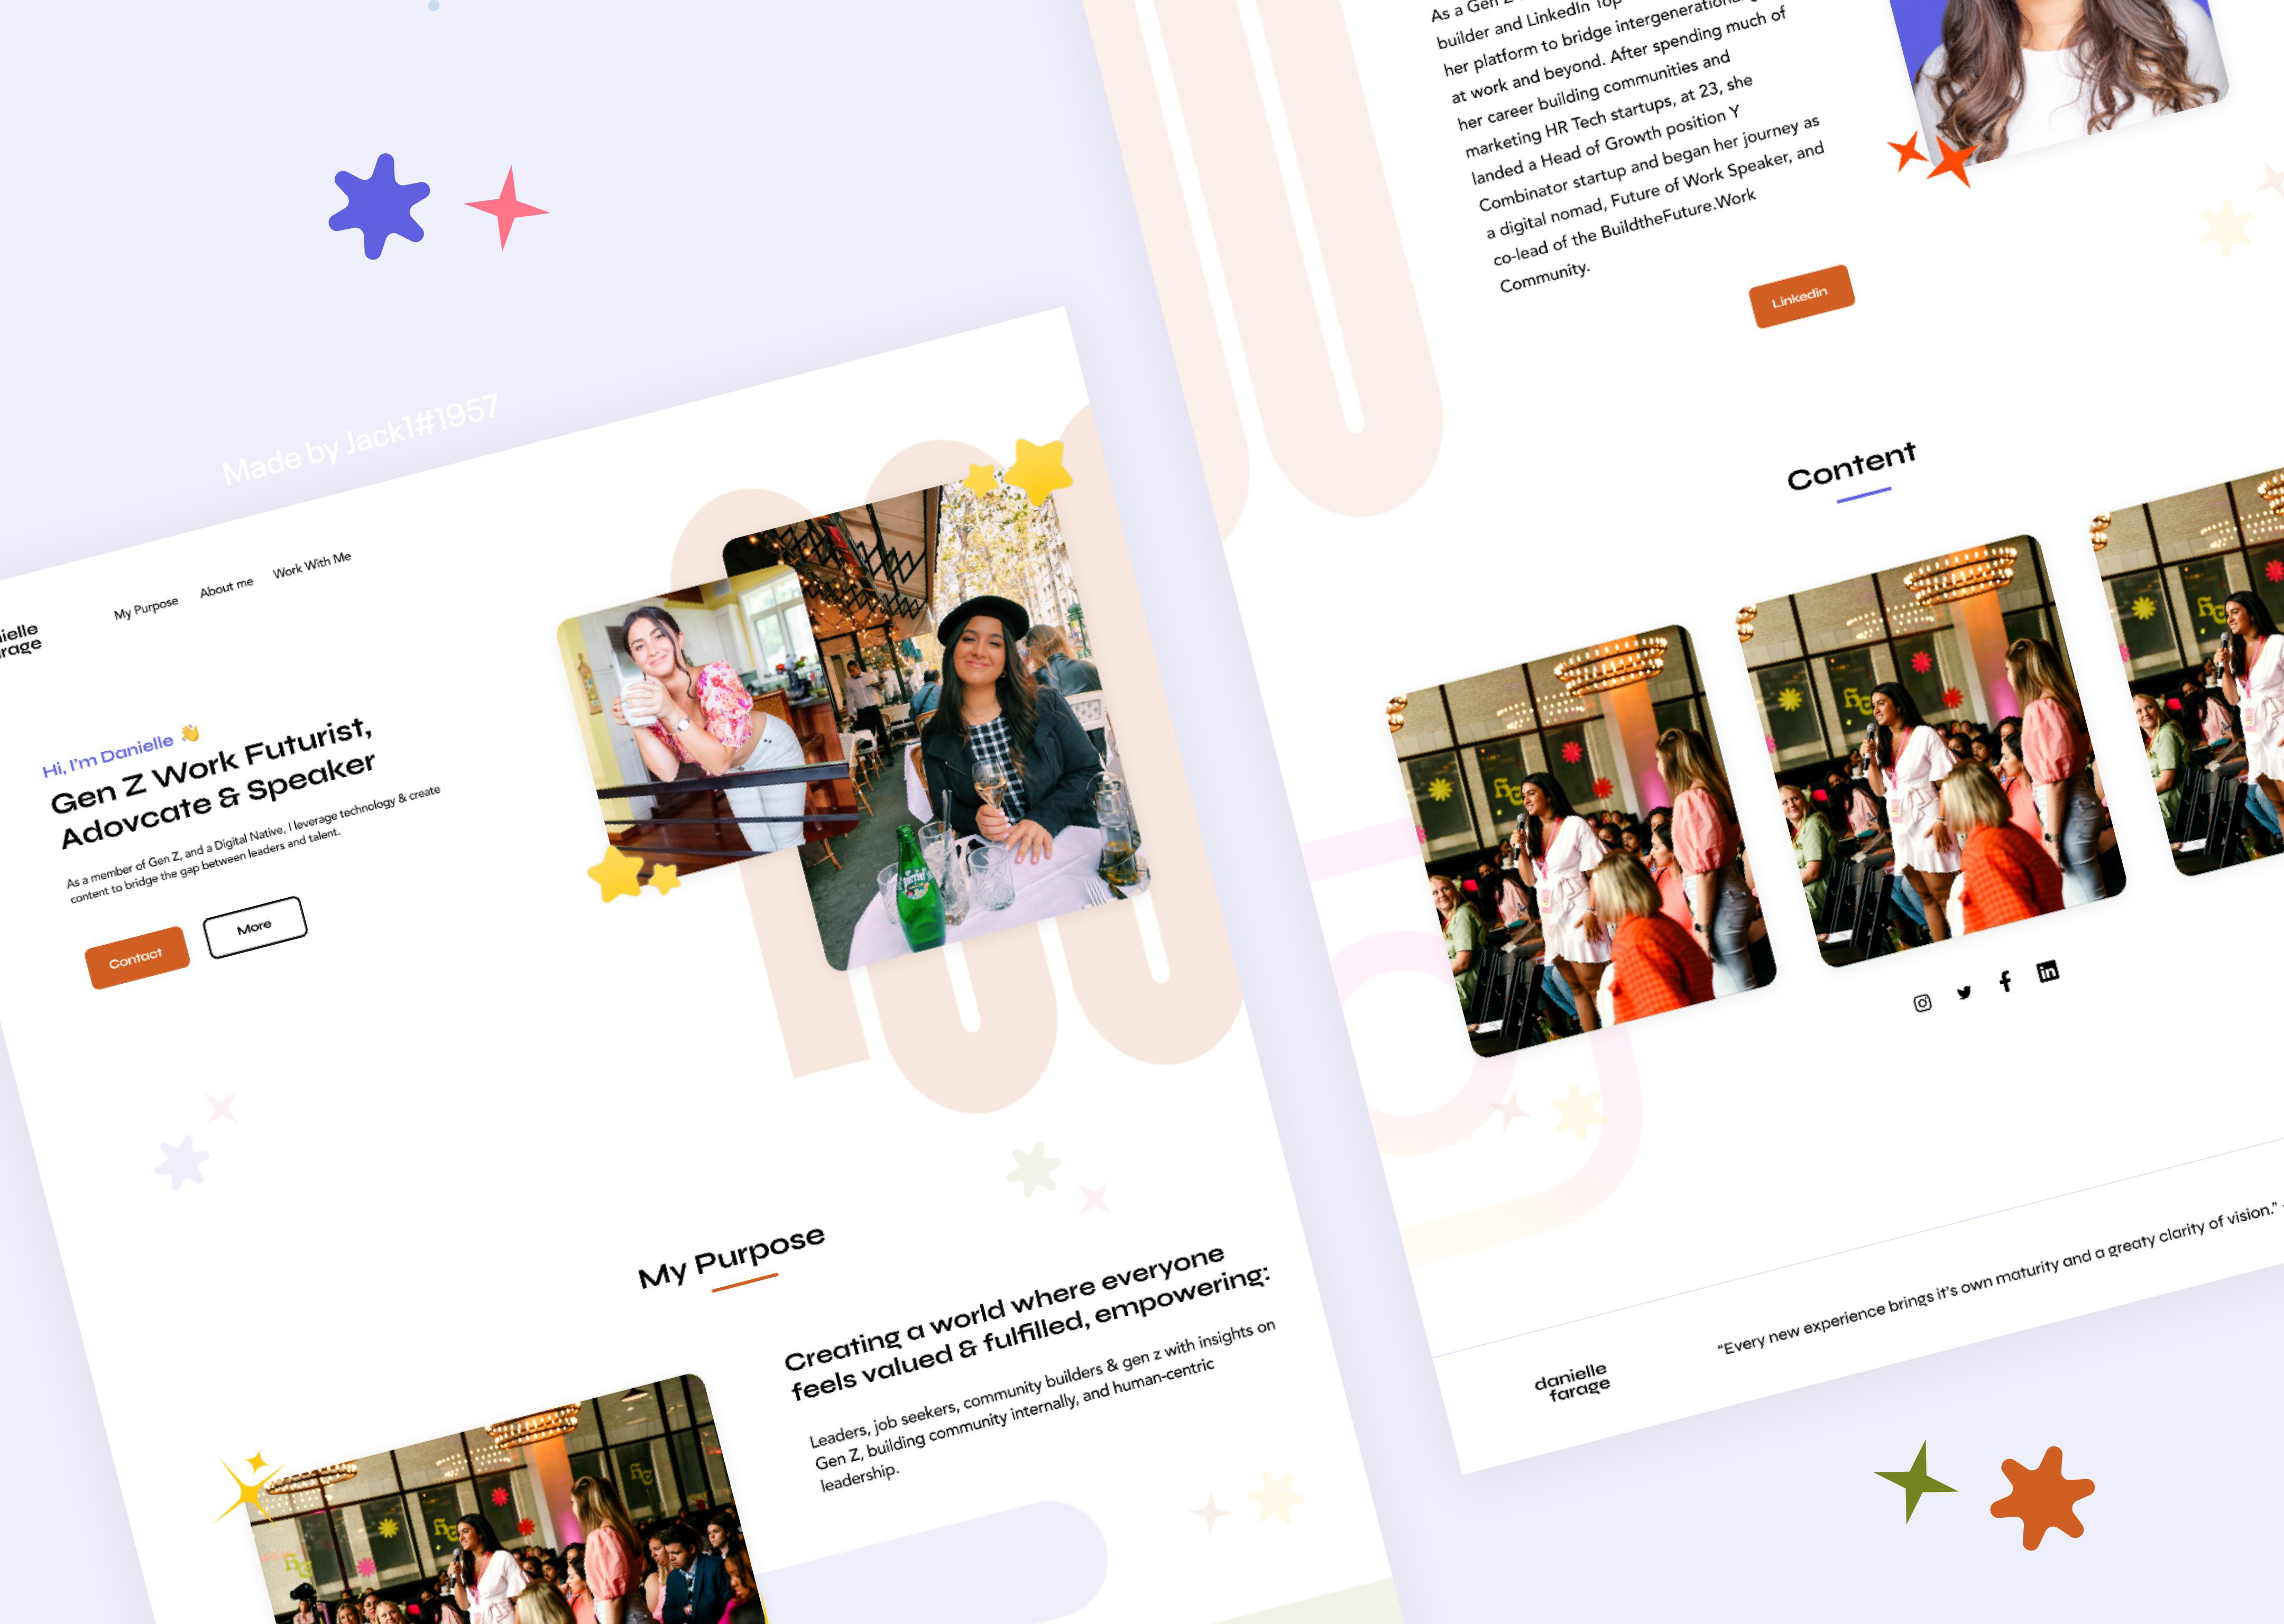 Made by Jack1#1957
My Purpose
About me
Work With Me
Hi, I'm Danielle 👋
Gen Z Work Futurist,
Adovcate & Speaker
As a member of Gen Z, and a Digital Native, I leverage technology & create
content to bridge the gap between leaders and talent.
Contact
More
perrier
My Purpose
Creating a world where everyone
feels valued & fulfilled, empowering:
Leaders, job seekers, community builders & gen z with insights on
Gen Z, building community internally, and human-centric
leadership.
As a Gen Z
builder and LinkedIn Top
her platform to bridge intergenerational
at work and beyond. After spending much of
her career building communities and
marketing HR Tech startups, at 23, she
landed a Head of Growth position Y
Combinator startup and began her journey as
a digital nomad, Future of Work Speaker, and
co-lead of the BuildtheFuture.Work
Community.
Linkedin
Content
in
danielle
farage
“Every new experience brings it's own maturity and a greaty clarity of vision.”